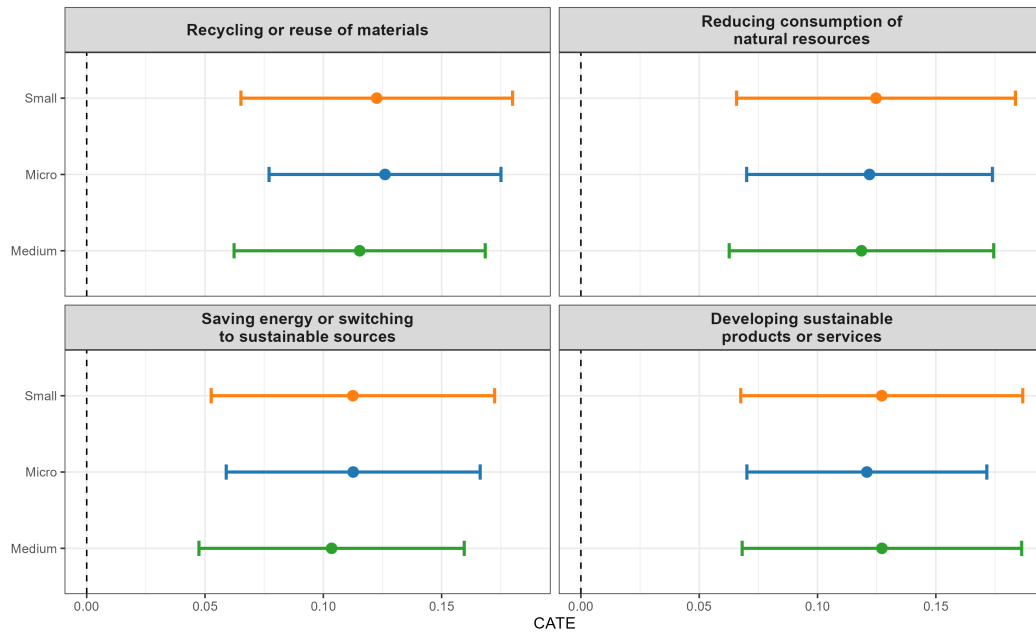 Recycling or reuse of materials
Reducing consumption of
natural resources
Small
Micro
Medium
Saving energy or switching
to sustainable sources
Developing sustainable
products or services
Small
Micro
Medium
0.00 0.05 0.10 0.15 0.00 0.05 0.10 0.15
CATE